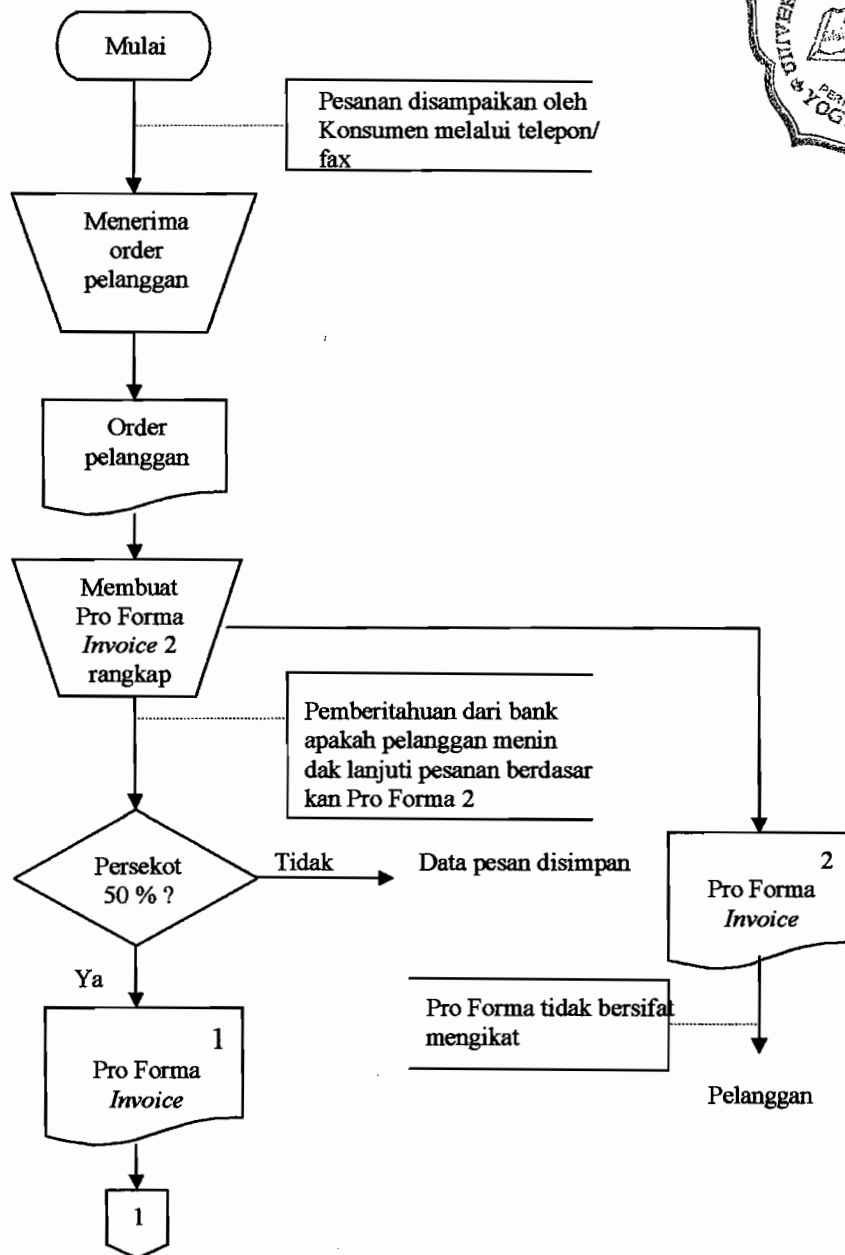 Mulai
Pesanan disampaikan oleh
Konsumen melalui telepon/
fax
Menerima
order
pelanggan
Order
pelanggan
Membuat
Pro Forma
Invoice 2
rangkap
Pemberitahuan dari bank
apakah pelanggan menin
dak lanjuti pesanan berdasar
kan Pro Forma 2
Persekot
50 % ?
Tidak
Data pesan disimpan
2
Pro Forma
Invoice
Ya
1
Pro Forma
Invoice
Pro Forma tidak bersifat
mengikat
Pelanggan
1